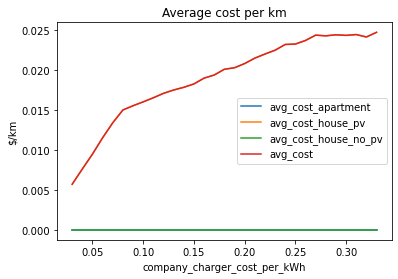 Average cost per km
0.025
0.020
0.015
0.010
0.005
0.000
$/km
avg_cost_apartment
avg_cost_house_pv
avg_cost_house_no_pv
avg_cost
0.05 0.10 0.15 0.20 0.25 0.30
company_charger_cost_per_kWh